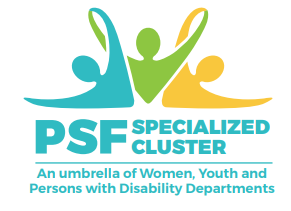 PSF SPECIALIZED
CLUSTER
An umbrella of Women, Youth and
Persons with Disability Departments